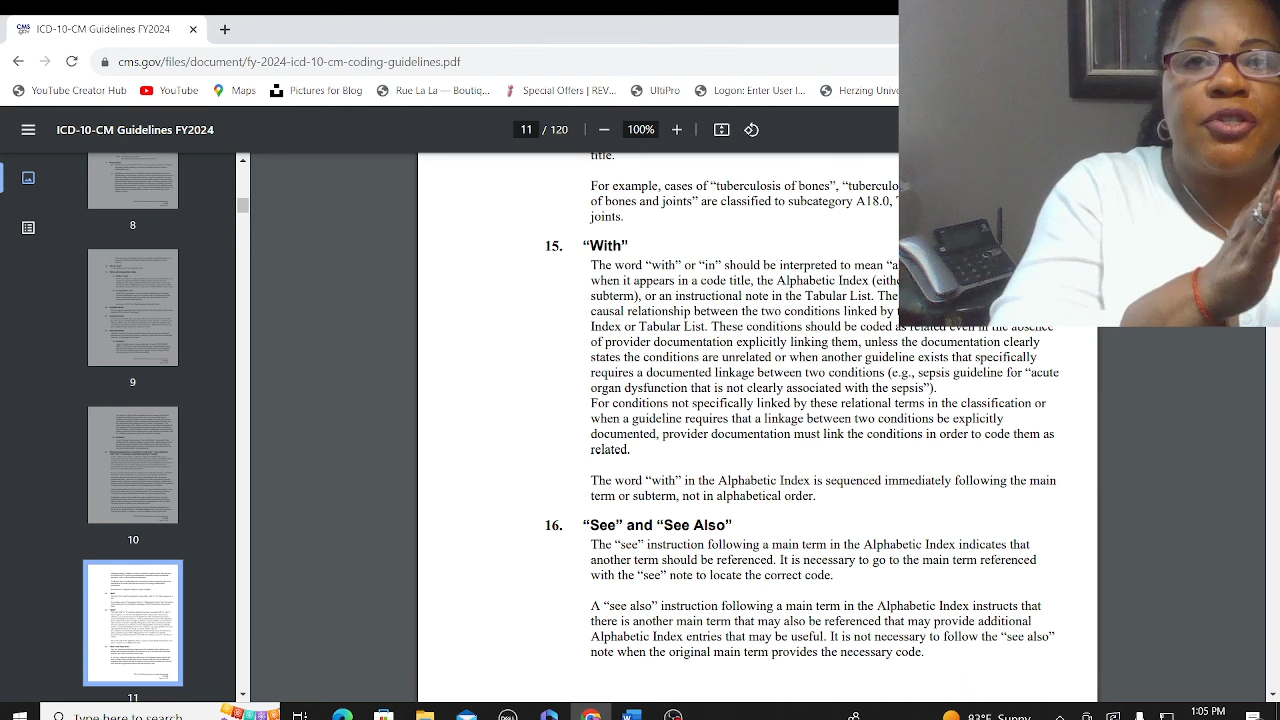 CMS
GOV
ICD-10-CM Guidelines FY2024
cms.gov/files/document/fy-2024-icd-10-cm-coding-guidelines.pdf
YouTube Creator Hub
YouTube
Maps
Pictures for Blog
Rue La La — Boutiq...
Special Offers | REV...
UltiPro
Logon: Enter User I...
Herzing Univer
ICD-10-CM Guidelines FY2024
11 / 120
100%
8
9
10
11
title.
For example, cases of “tuberculosis of bones”, “tuberculo
of bones and joints” are classified to subcategory A18.0,
joints.
15. “With”
The word “with” or “in” should be interpreted to mean “a
when it appears in a code title, the Alphabetic Index (eithe
subterm), or an instructional note in the Tabular List. The
causal relationship between the two conditions linked by
Index or Tabular List. These conditions should be coded as related even in the absence
of provider documentation explicitly linking them, unless the documentation clearly
states the conditions are unrelated or when another guideline exists that specifically
requires a documented linkage between two conditions (e.g., sepsis guideline for “acute
organ dysfunction that is not clearly associated with the sepsis”).
For conditions not specifically linked by these relational terms in the classification or
when a guideline requires that a linkage between two conditions be explicitly
documented, provider documentation must link the conditions in order to code them as
related.
The word “with” in the Alphabetic Index is sequenced immediately following the main
term or subterm, not in alphabetical order.
16. “See” and “See Also”
The “see” instruction following a main term in the Alphabetic Index indicates that
another term should be referenced. It is necessary to go to the main term referenced
with the “see” note to locate the correct code.
A “see also” instruction following a main term in the Alphabetic Index instructs that
there is another main term that may also be referenced that may provide additional
Alphabetic Index entries that may be useful. It is not necessary to follow the “see also”
note when the original main term provides the necessary code.
Type here to search
93°F Sunny
1:05 PM